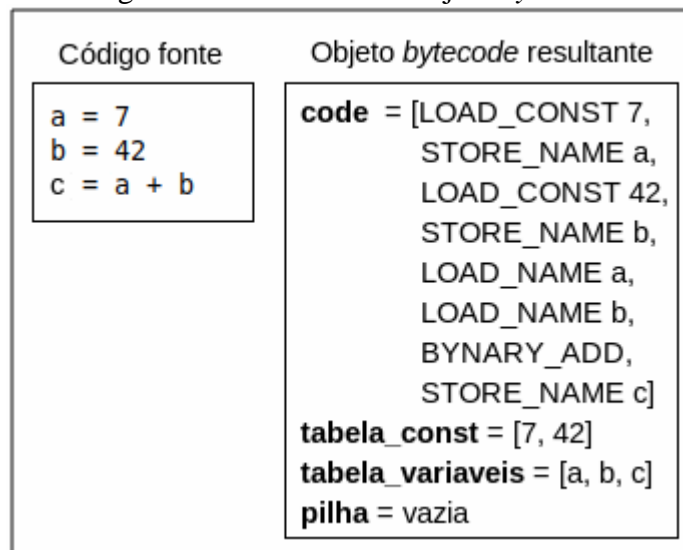 Código fonte
a = 7
b = 42
c = a + b
Objeto bytecode resultante
code = [LOAD_CONST 7,
STORE_NAME a,
LOAD_CONST 42,
STORE_NAME b,
LOAD_NAME a,
LOAD_NAME b,
BYNARY_ADD,
STORE_NAME c]
tabela_const = [7, 42]
tabela_variaveis = [a, b, c]
pilha = vazia